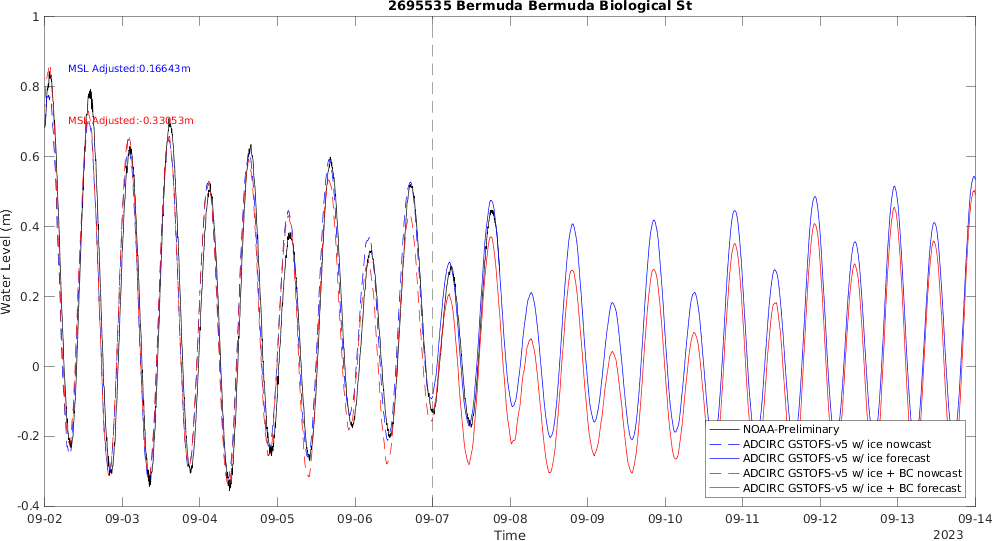 2695535 Bermuda Bermuda Biological St
Water Level (m)
1
0.8
0.6
0.4
0.2
0
-0.2
-0.4
MSL Adjusted:0.16643m
MSL Adjusted:-0.33053m
NOAA-Preliminary
ADCIRC GSTOFS-v5 w/ ice nowcast
ADCIRC GSTOFS-v5 w/ ice forecast
ADCIRC GSTOFS-v5 w/ ice + BC nowcast
ADCIRC GSTOFS-v5 w/ ice + BC forecast
09-02 09-03 09-04 09-05 09-06 09-07 09-08 09-09 09-10 09-11 09-12 09-13 09-14
Time
2023